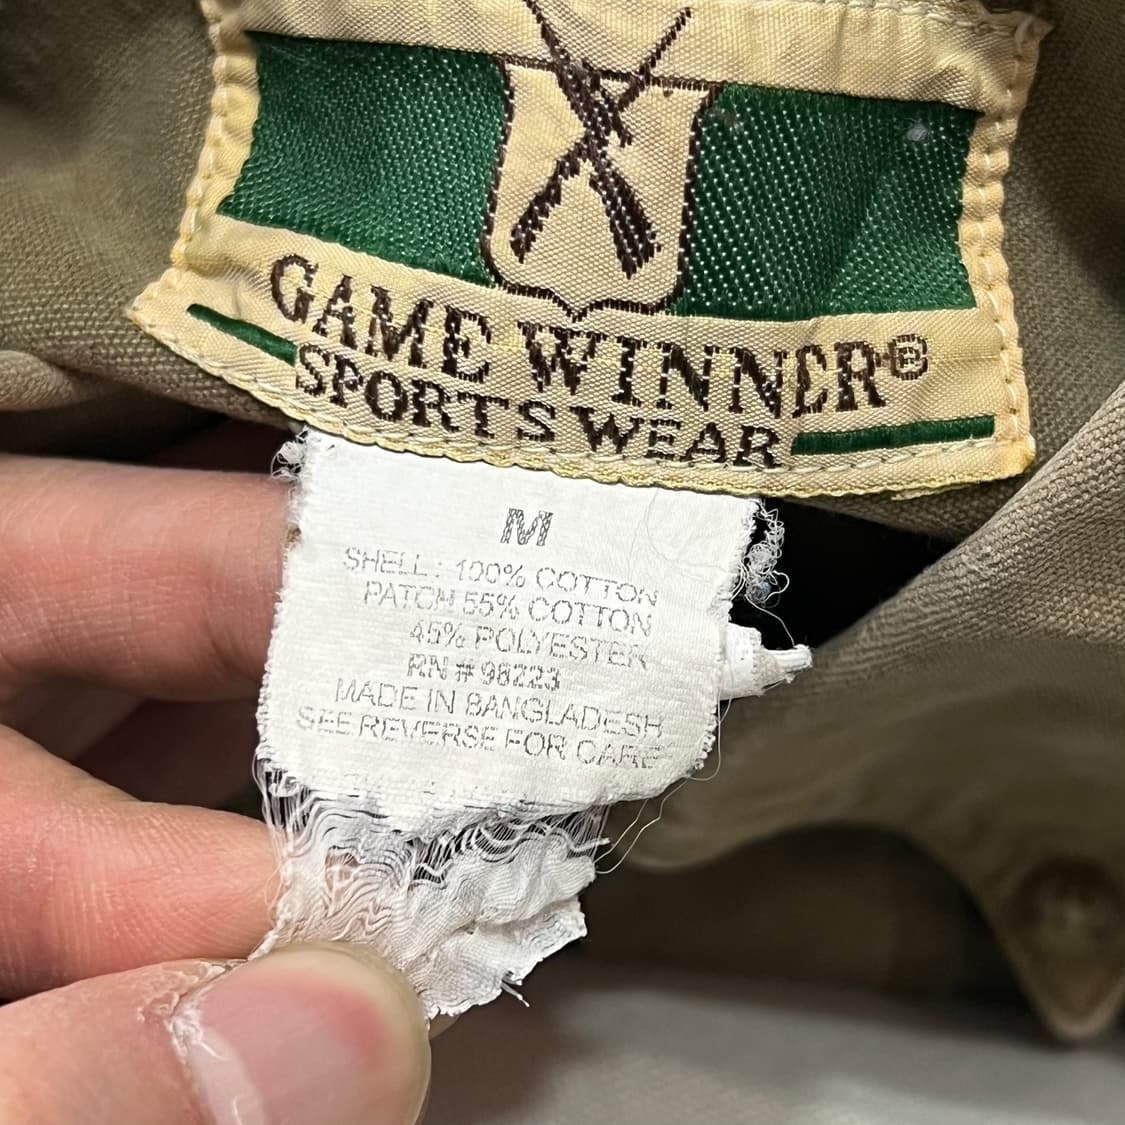 GAME WINNER®
SPORTSWEAR
M
SHELL : 100% COTTON
PATCH 55% COTTON
45% POLYESTER
RN # 98223
MADE IN BANGLADESH
SEE REVERSE FOR CARE